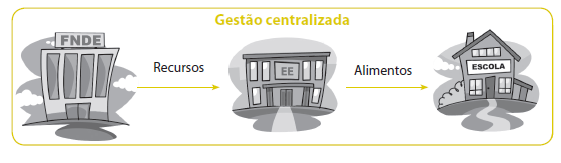 Gestão centralizada
FNDE
Recursos
EE
Alimentos
ESCOLA